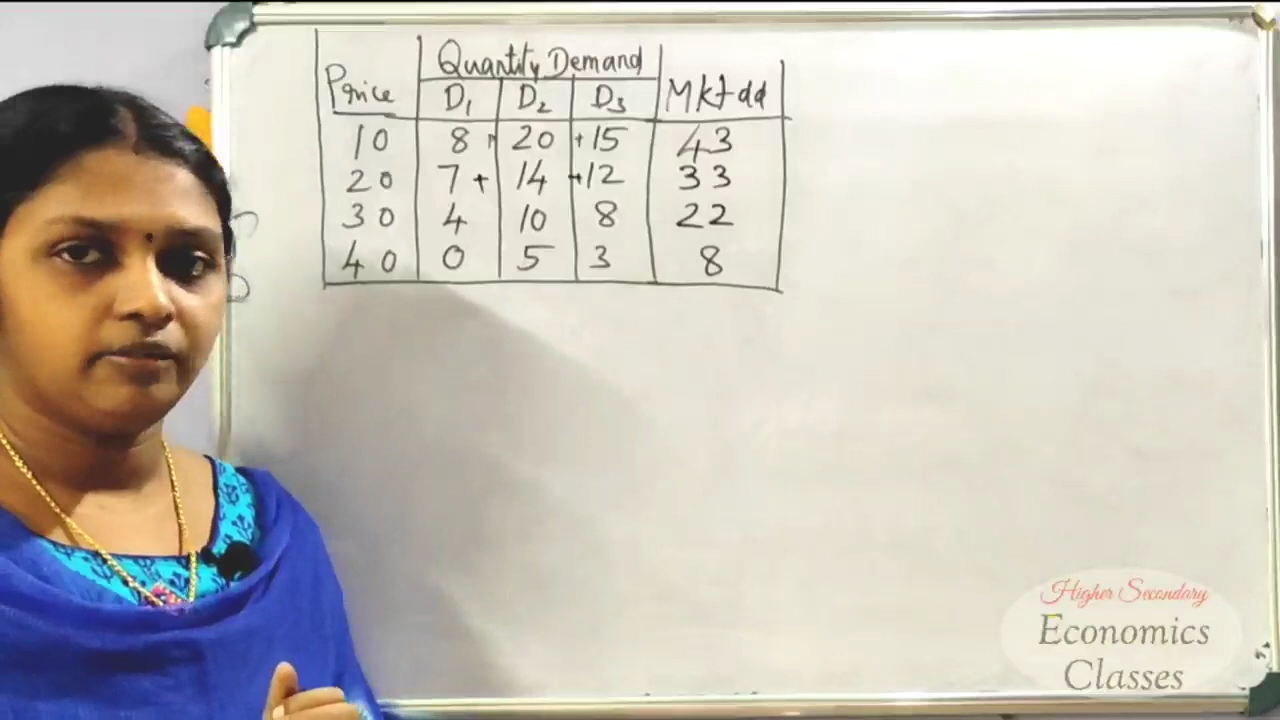 Quantity Demand
Price D₁ D₂ D₃ Mkt dd
10 8 + 20 + 15 43
20 7 + 14 + 12 33
30 4 10 8 22
40 0 5 3 8
Higher Secondary
Economics
Classes